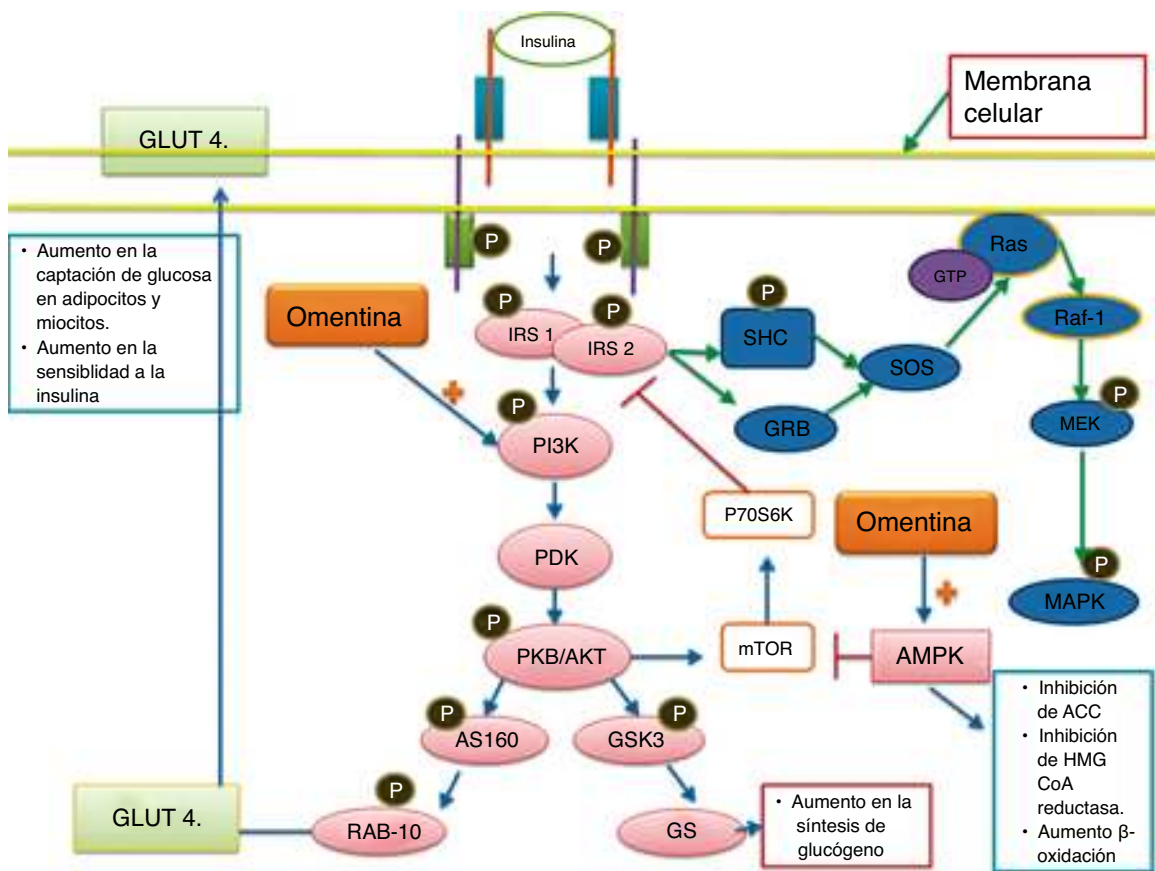 Insulina
Membrana
celular
GLUT 4.
• Aumento en la
captación de glucosa
en adipocitos y
miocitos.
• Aumento en la
sensiblidad a la
insulina
P
P
Ras
GTP
Omentina
P
P
IRS 1
IRS 2
P
SHC
SOS
Raf-1
GRB
P
MEK
P
PI3K
P70S6K
Omentina
PDK
P
MAPK
P
PKB/AKT
mTOR
AMPK
P
AS160
P
GSK3
• Inhibición
de ACC
• Inhibición
de HMG
CoA
reductasa.
• Aumento β-
oxidación
GLUT 4.
P
RAB-10
GS
• Aumento en la
síntesis de
glucógeno